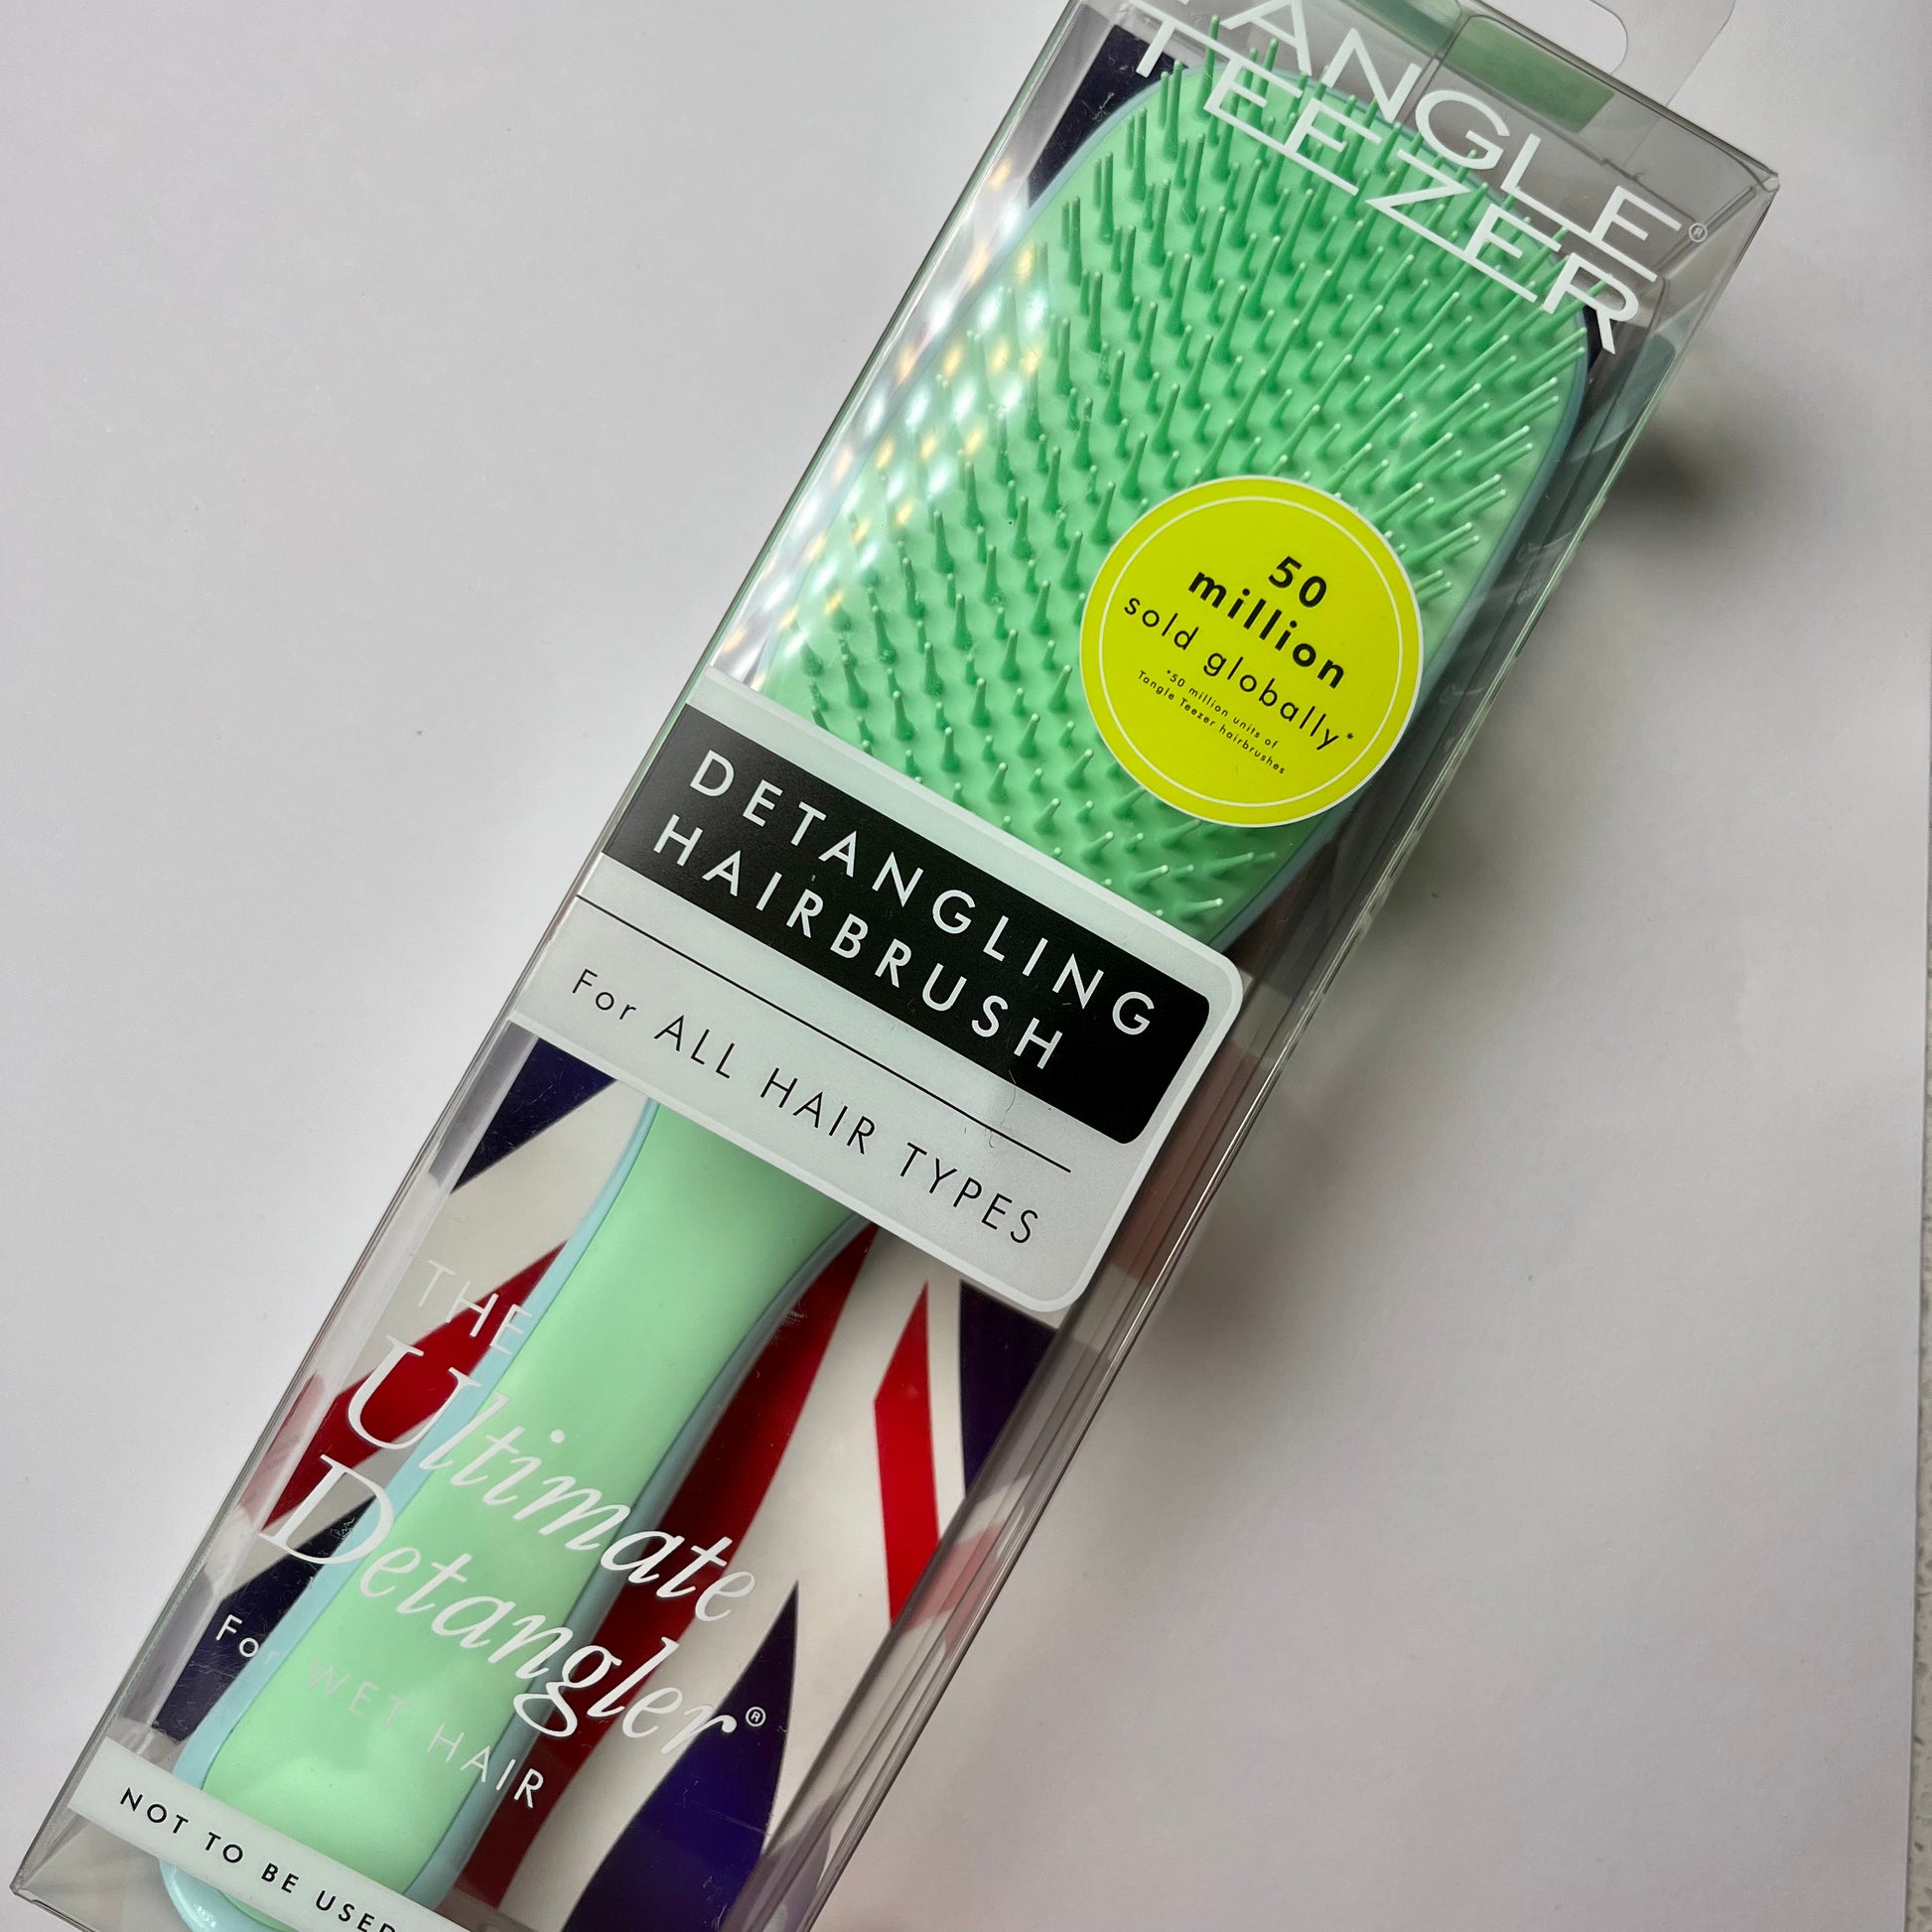 TANGLE®
TEEZER
50
million
sold globally*
*50 million units of
Tangle Teezer hairbrushes
DETANGLING
HAIRBRUSH
For ALL HAIR TYPES
THE
Ultimate
Detangler®
For WET HAIR
NOT TO BE USED